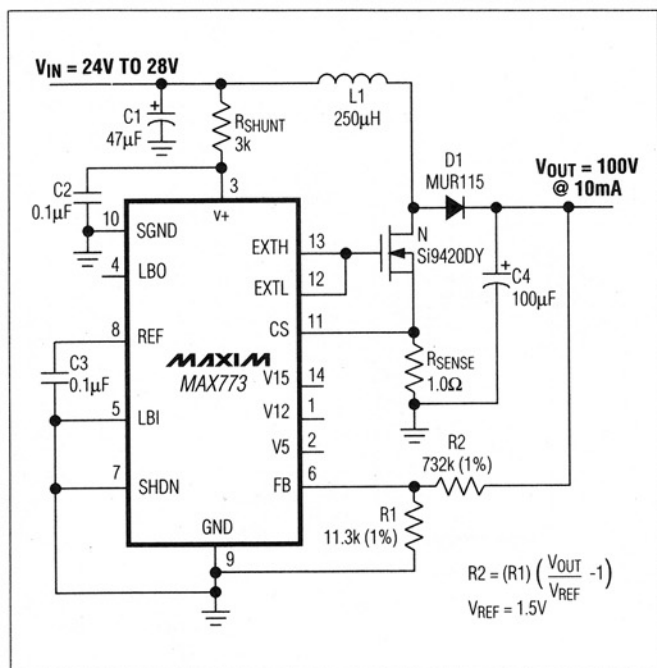 VIN = 24V TO 28V
L1
250μH
C1
47μF
RSHUNT
3k
D1
MUR115
VOUT = 100V
@ 10mA
C2
0.1μF
3
V+
10
SGND
EXTH
13
N
Si9420DY
4
LBO
EXTL
12
C4
100μF
CS
11
8
REF
MAXIM
MAX773
RSENSE
1.0Ω
C3
0.1μF
V15
14
5
LBI
V12
1
V5
2
R2
732k (1%)
7
SHDN
FB
6
R1
11.3k (1%)
GND
9
R2 = (R1) (VOUT/VREF -1)
VREF = 1.5V